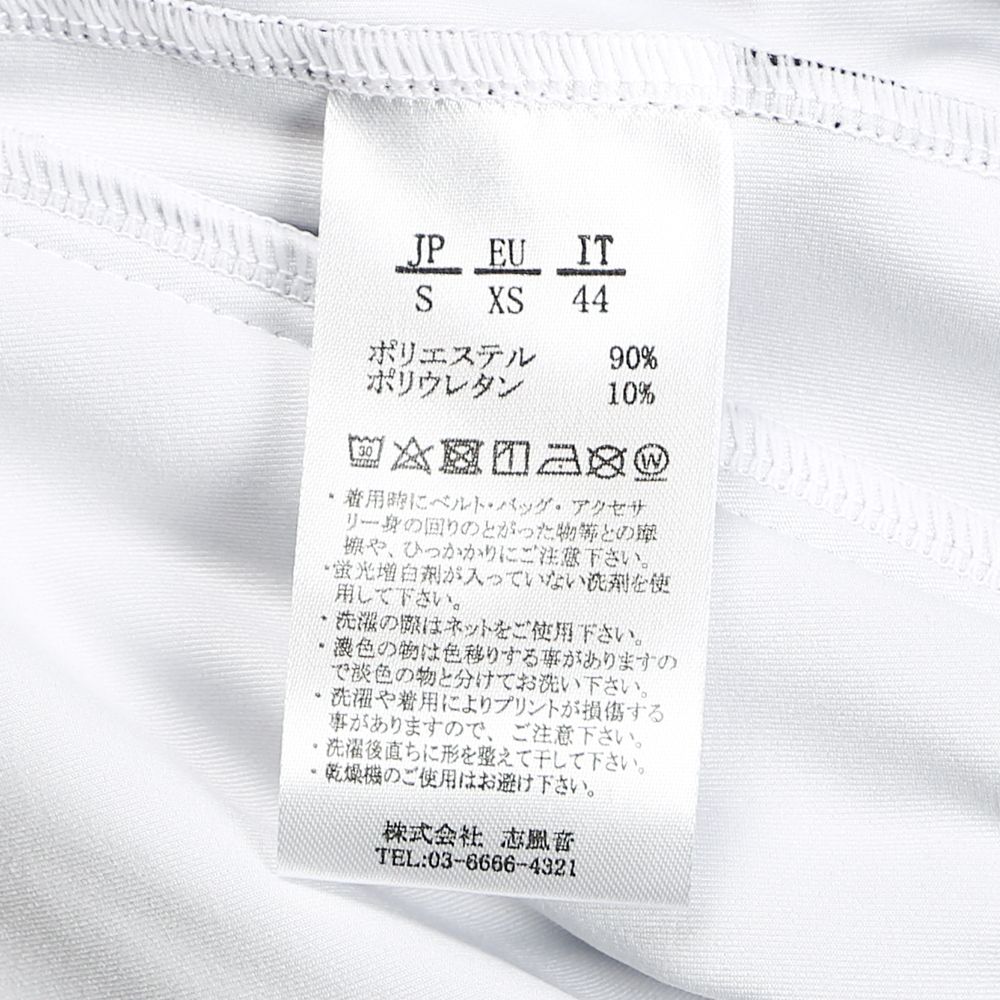 JP EU IT
S XS 44
ポリエステル 90%
ポリウレタン 10%
30 W
・着用時にベルト・バッグ・アクセサ
リー身の回りのとがった物等との摩
擦や、ひっかかりにご注意下さい。
・蛍光増白剤が入っていない洗剤を使
用して下さい。
・洗濯の際はネットをご使用下さい。
・濃色の物は色移りする事がありますの
で淡色の物と分けてお洗い下さい。
・洗濯や着用によりプリントが損傷する
事がありますので、ご注意下さい。
・洗濯後直ちに形を整えて干して下さい。
・乾燥機のご使用はお避け下さい。
株式会社 志風音
TEL:03-6666-4321